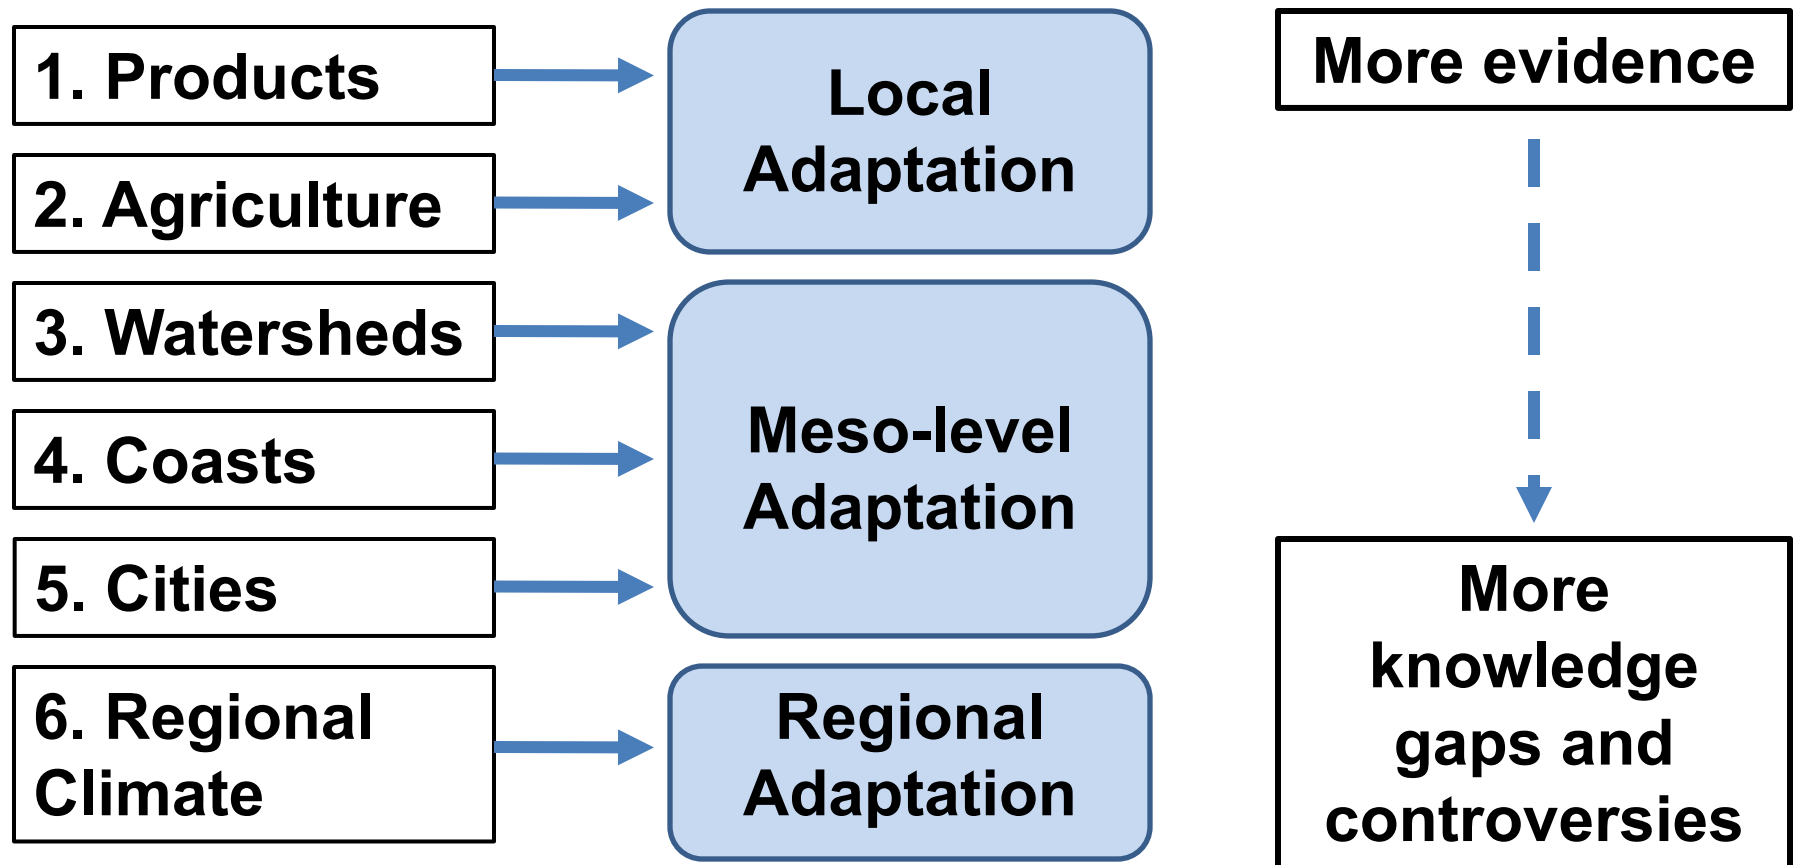 1. Products
2. Agriculture
3. Watersheds
4. Coasts
5. Cities
6. Regional
Climate
Local
Adaptation
Meso-level
Adaptation
Regional
Adaptation
More evidence
More
knowledge
gaps and
controversies